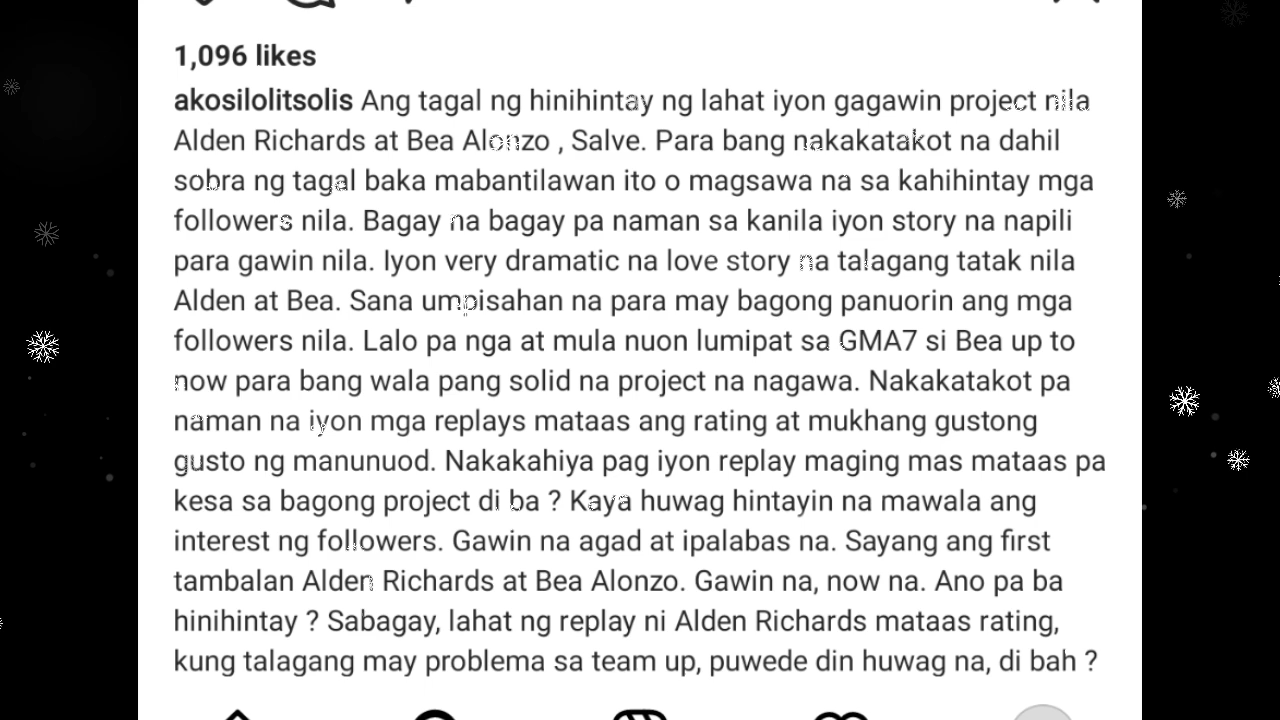 1,096 likes
akosilolitsolis Ang tagal ng hinihintay ng lahat iyon gagawin project nila
Alden Richards at Bea Alonzo , Salve. Para bang nakakatakot na dahil
sobra ng tagal baka mabantilawan ito o magsawa na sa kahihintay mga
followers nila. Bagay na bagay pa naman sa kanila iyon story na napili
para gawin nila. Iyon very dramatic na love story na talagang tatak nila
Alden at Bea. Sana umpisahan na para may bagong panuorin ang mga
followers nila. Lalo pa nga at mula nuon lumipat sa GMA7 si Bea up to
now para bang wala pang solid na project na nagawa. Nakakatakot pa
naman na iyon mga replays mataas ang rating at mukhang gustong
gusto ng manunuod. Nakakahiya pag iyon replay maging mas mataas pa
kesa sa bagong project di ba ? Kaya huwag hintayin na mawala ang
interest ng followers. Gawin na agad at ipalabas na. Sayang ang first
tambalan Alden Richards at Bea Alonzo. Gawin na, now na. Ano pa ba
hinihintay ? Sabagay, lahat ng replay ni Alden Richards mataas rating,
kung talagang may problema sa team up, puwede din huwag na, di bah ?